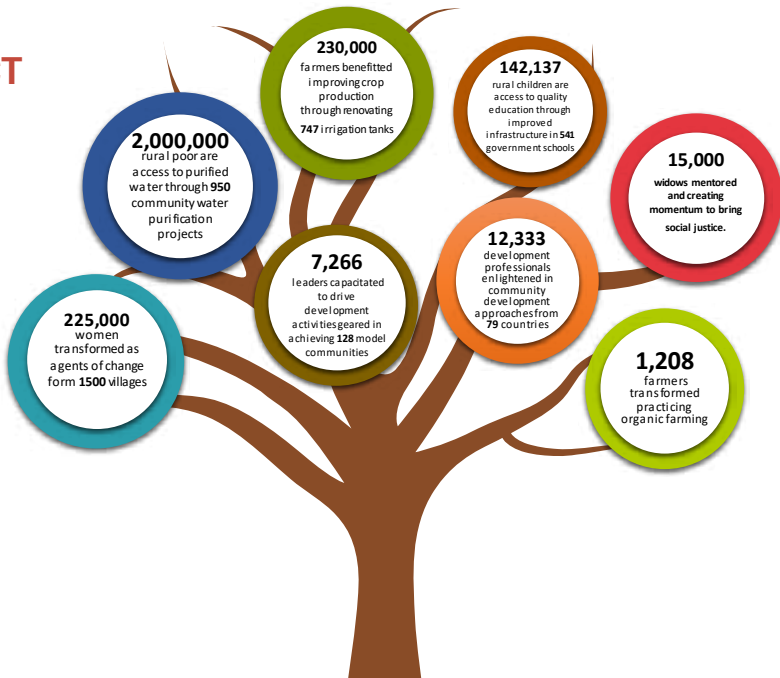 T
230,000
farmers benefitted
improving crop
production
through renovating
747 irrigation tanks
142,137
rural children are
access to quality
education through
improved
infrastructure in 541
government schools
2,000,000
rural poor are
access to purified
water through 950
community water
purification
projects
15,000
widows mentored
and creating
momentum to bring
social justice.
7,266
leaders capacitated
to drive
development
activities geared in
achieving 128 model
communities
12,333
development
professionals
enlightened in
community
development
approaches from
79 countries
225,000
women
transformed as
agents of change
form 1500 villages
1,208
farmers
transformed
practicing
organic farming